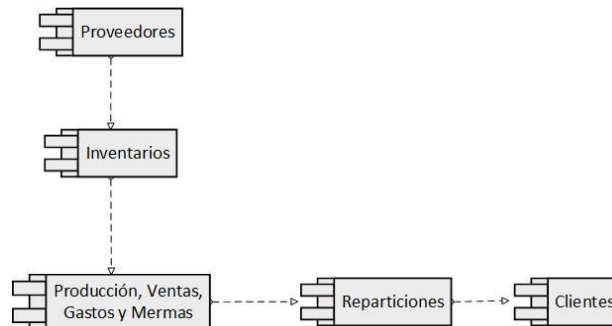 Proveedores
Inventarios
Producción, Ventas,
Gastos y Mermas
Reparticiones
Clientes